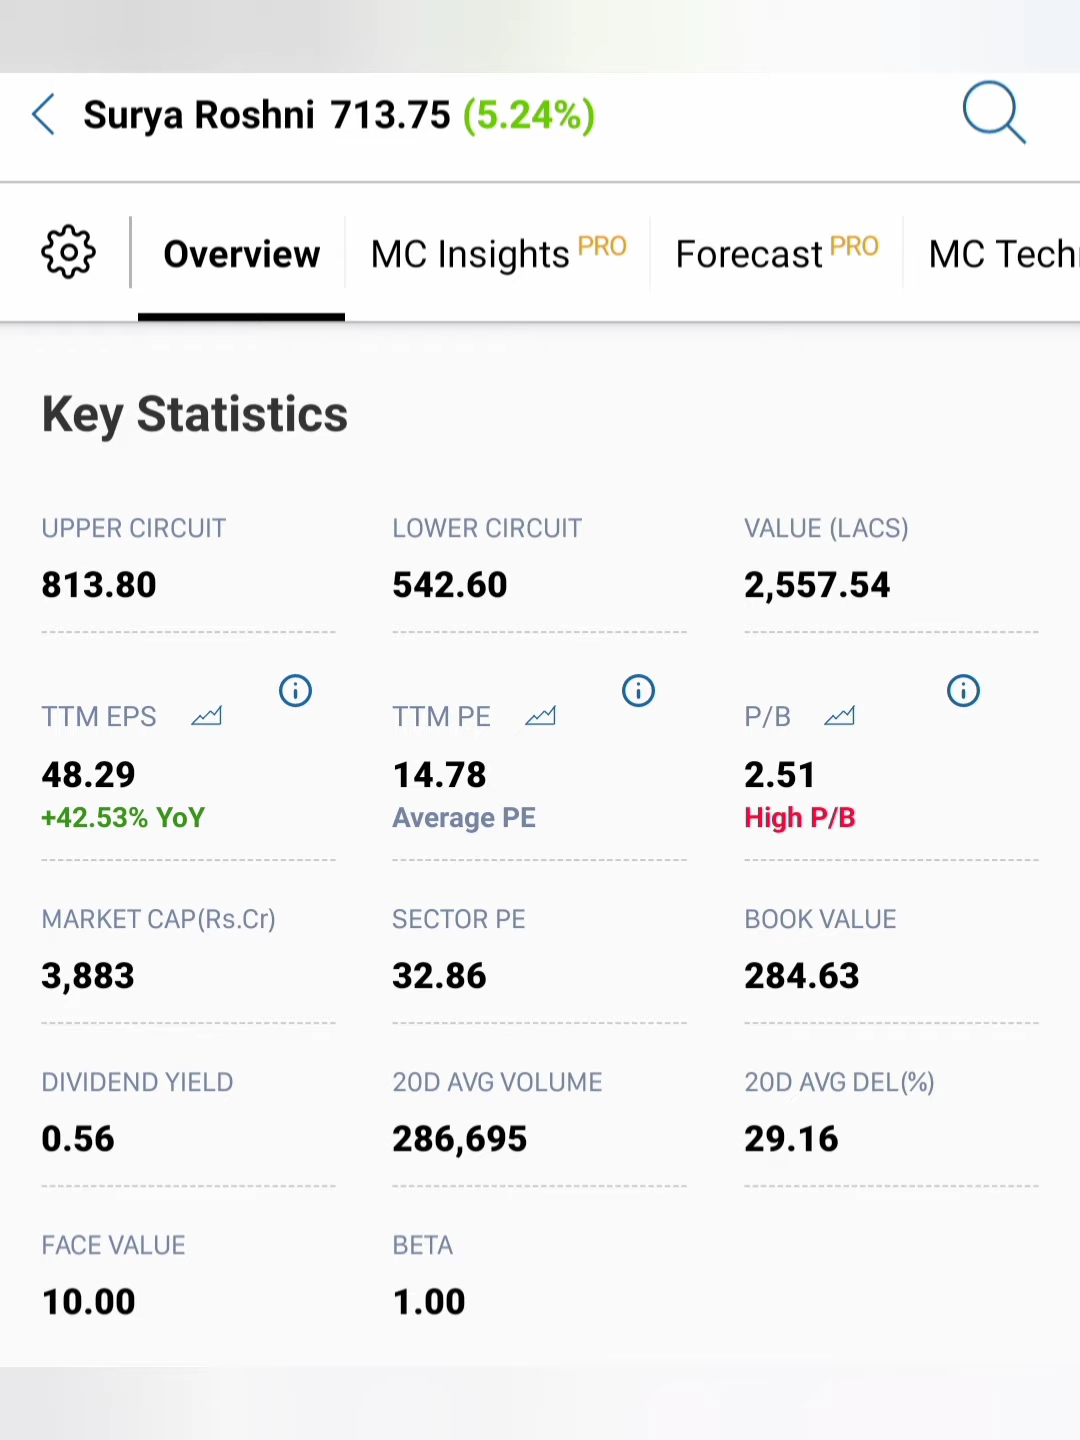 Surya Roshni 713.75 (5.24%)
Overview MC Insights PRO Forecast PRO MC Tech
Key Statistics
UPPER CIRCUIT LOWER CIRCUIT VALUE (LACS)
813.80 542.60 2,557.54
TTM EPS TTM PE P/B
48.29 14.78 2.51
+42.53% YoY Average PE High P/B
MARKET CAP(Rs.Cr) SECTOR PE BOOK VALUE
3,883 32.86 284.63
DIVIDEND YIELD 20D AVG VOLUME 20D AVG DEL(%)
0.56 286,695 29.16
FACE VALUE BETA
10.00 1.00